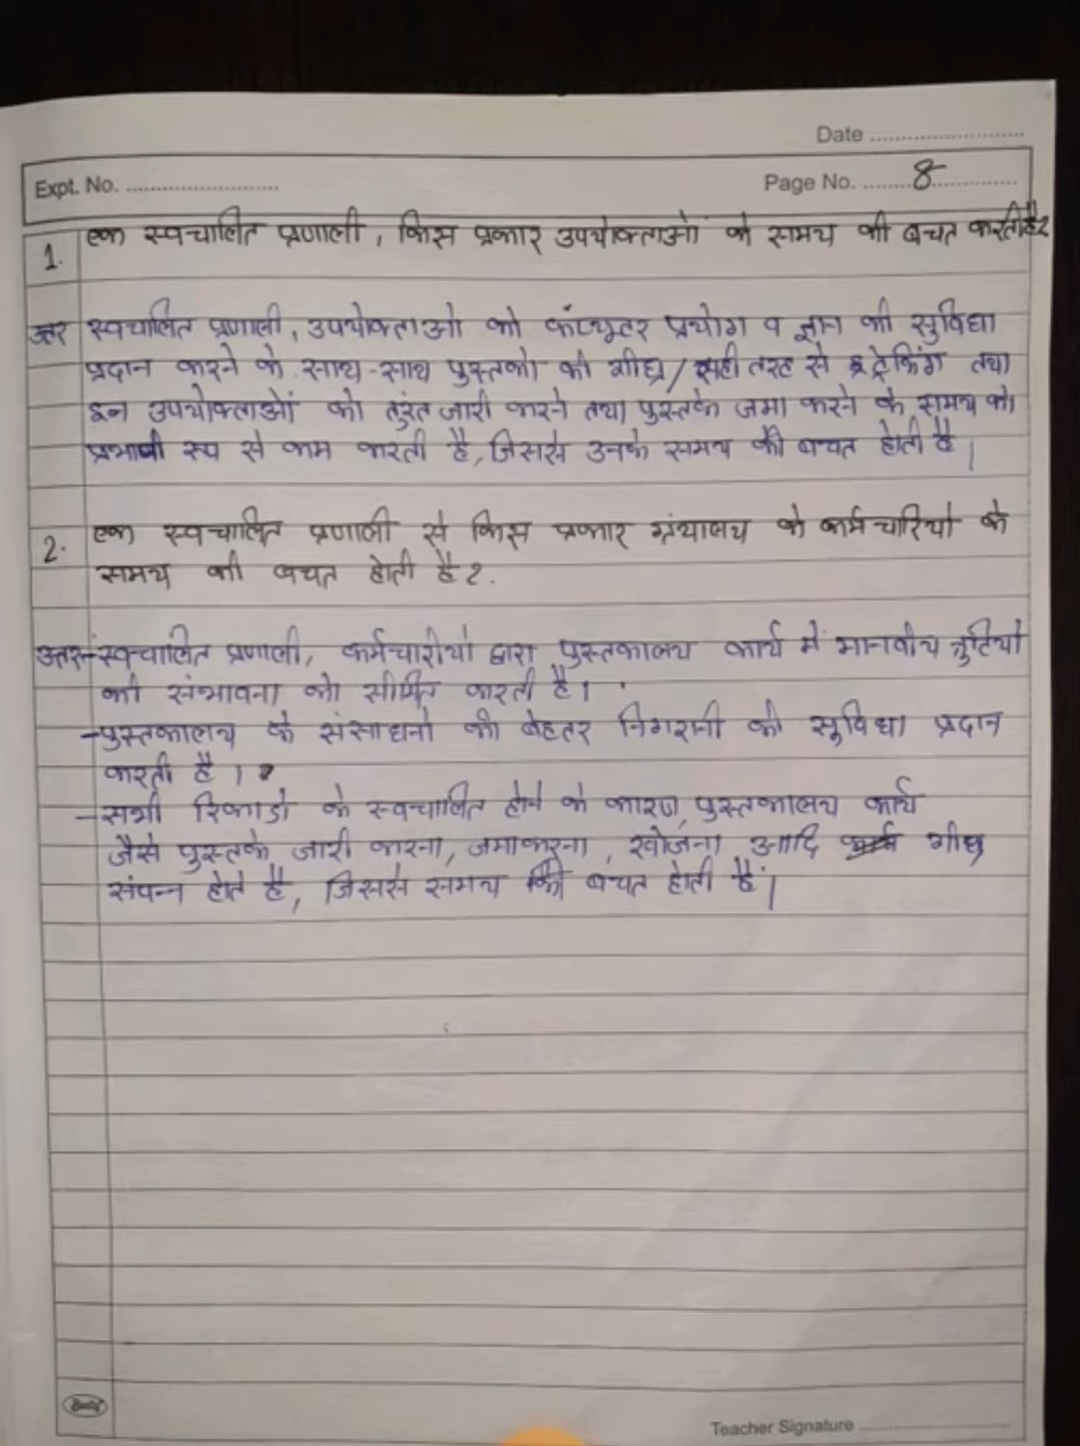 Date
Expt. No.
Page No. 8
1. एक स्वचालित प्रणाली, किस प्रकार उपयोक्ताओं के समय की बचत करती है?
उत्तर स्वचालित प्रणाली, उपयोक्ताओ को कंप्यूटर प्रयोग व ज्ञान की सुविधा
प्रदान करने के साथ-साथ पुस्तको की शीघ्र/सही तरह से ट्रेकिंग तथा
इन उपयोक्ताओं को तुरंत जारी करने तथा पुस्तके जमा करने के समय को
प्रभावी रूप से काम करती है, जिससे उनके समय की बचत होती है।
2. एक स्वचालित प्रणाली से किस प्रकार ग्रंथालय के कर्मचारियो के
समय की बचत होती है?.
उत्तर-स्वचालित प्रणाली, कर्मचारीयो द्वारा पुस्तकालय कार्य में मानवीय त्रुटियो
की संभावना को सीमित करती है।
-पुस्तकालय के संसाधनो की बेहतर निगरानी की सुविधा प्रदान
करती है।
-सभी रिकार्डो के स्वचालित होने के कारण, पुस्तकालय कार्य
जैसे पुस्तके जारी करना, जमा करना, खोजना आदि शीघ्र
संपन्न होते है, जिससे समय की बचत होती है।
Teacher Signature